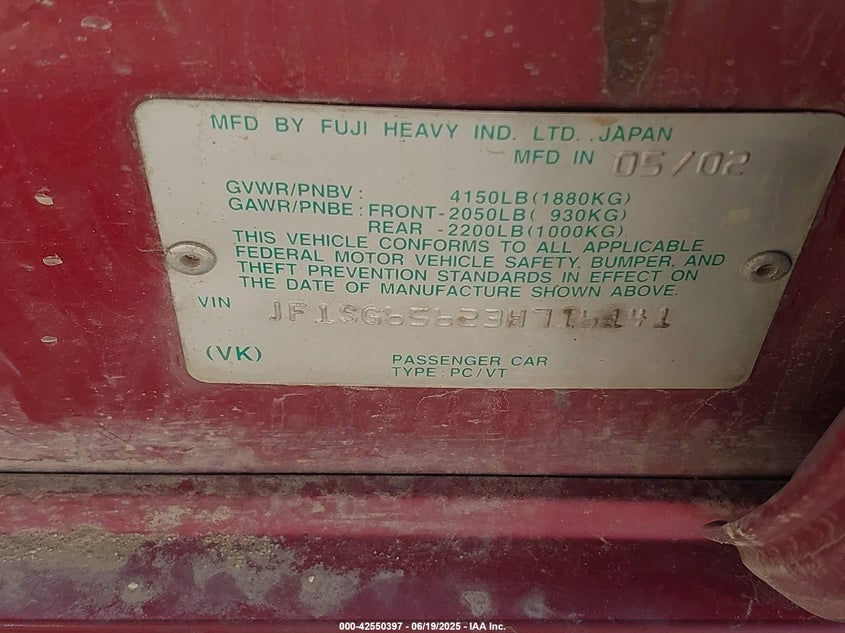 MFD BY FUJI HEAVY IND. LTD. JAPAN
MFD IN 05/02
GVWR/PNBV : 4150LB(1880KG)
GAWR/PNBE : FRONT-2050LB( 930KG)
REAR -2200LB(1000KG)
THIS VEHICLE CONFORMS TO ALL APPLICABLE
FEDERAL MOTOR VEHICLE SAFETY, BUMPER, AND
THEFT PREVENTION STANDARDS IN EFFECT ON
THE DATE OF MANUFACTURE SHOWN ABOVE.
VIN JF1SG65623H716141
(VK) PASSENGER CAR
TYPE : PC/VT
000-42550397 - 06/19/2025 - IAA Inc.